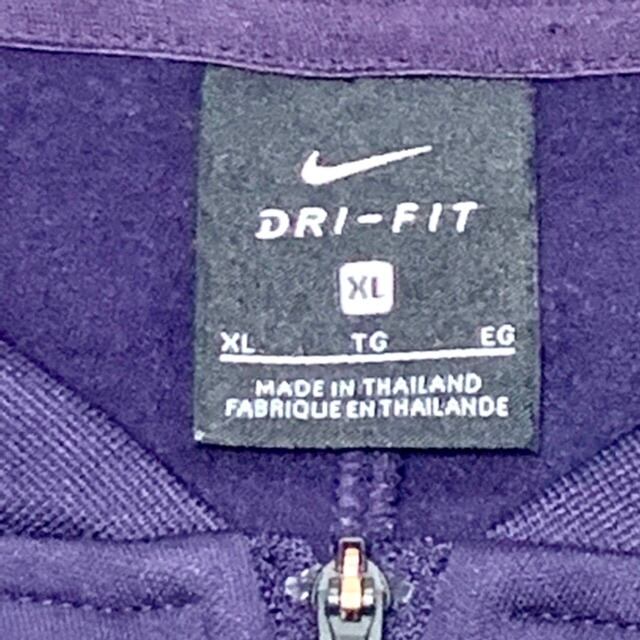 DRI-FIT
XL
XL TG EG
MADE IN THAILAND
FABRIQUE EN THAILANDE